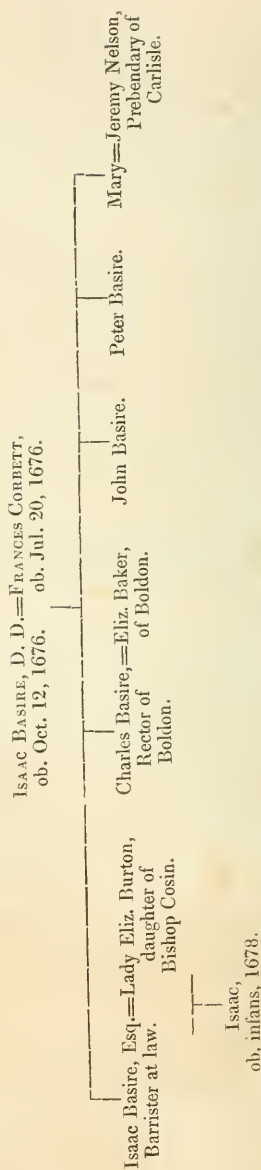 ISAAC BASIRE, D. D.=FRANCES CORBETT,
ob. Oct. 12, 1676. ob. Jul. 20, 1676.
Isaac Basire, Esq.=Lady Eliz. Burton,
Barrister at law. daughter of
Bishop Cosin.
Charles Basire,=Eliz. Baker,
Rector of of Boldon.
Boldon.
John Basire.
Peter Basire.
Mary=Jeremy Nelson,
Prebendary of
Carlisle.
Isaac,
ob. infans, 1678.